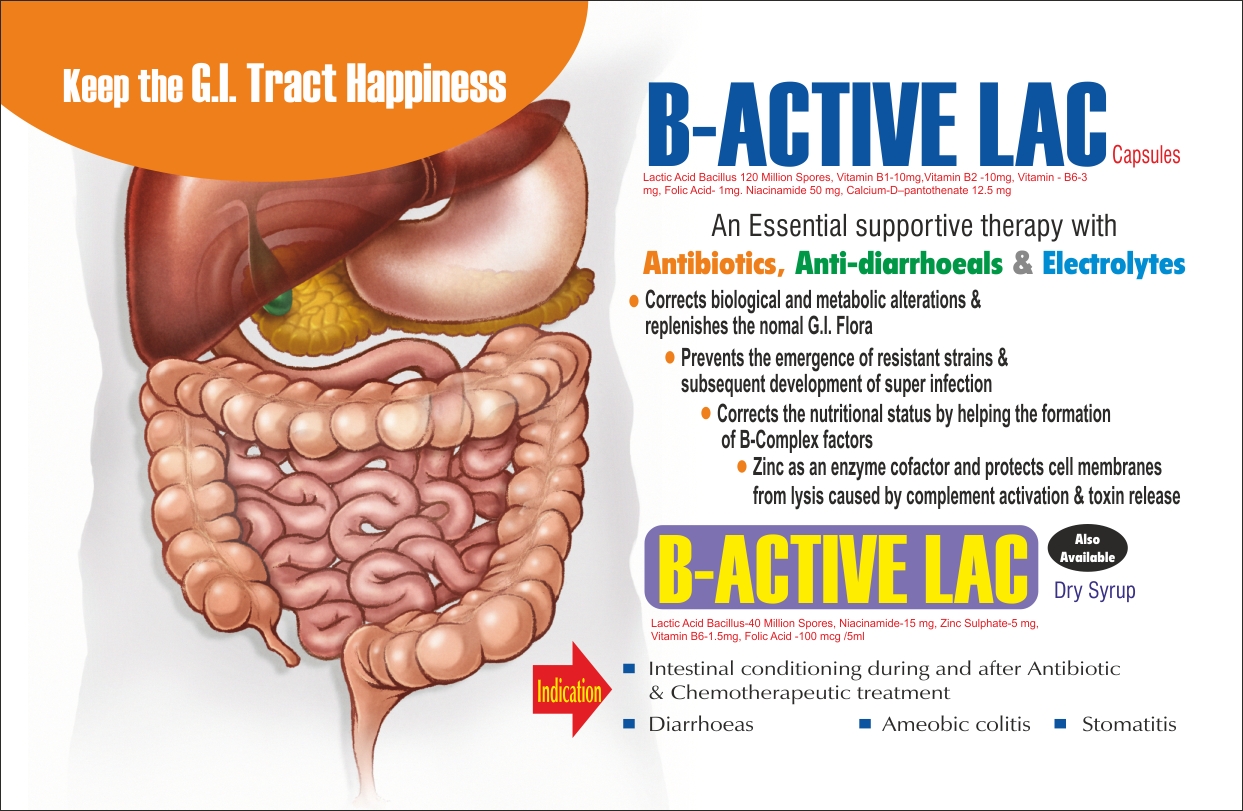 Keep the G.I. Tract Happiness
B-ACTIVE LAC Capsules
Lactic Acid Bacillus 120 Million Spores, Vitamin B1-10mg,Vitamin B2 -10mg, Vitamin - B6-3
mg, Folic Acid- 1mg. Niacinamide 50 mg, Calcium-D–pantothenate 12.5 mg
An Essential supportive therapy with
Antibiotics, Anti-diarrhoeals & Electrolytes
Corrects biological and metabolic alterations &
replenishes the nomal G.I. Flora
Prevents the emergence of resistant strains &
subsequent development of super infection
Corrects the nutritional status by helping the formation
of B-Complex factors
Zinc as an enzyme cofactor and protects cell membranes
from lysis caused by complement activation & toxin release
B-ACTIVE LAC
Also
Available
Dry Syrup
Lactic Acid Bacillus-40 Million Spores, Niacinamide-15 mg, Zinc Sulphate-5 mg,
Vitamin B6-1.5mg, Folic Acid -100 mcg /5ml
Indication
Intestinal conditioning during and after Antibiotic
& Chemotherapeutic treatment
Diarrhoeas Ameobic colitis Stomatitis